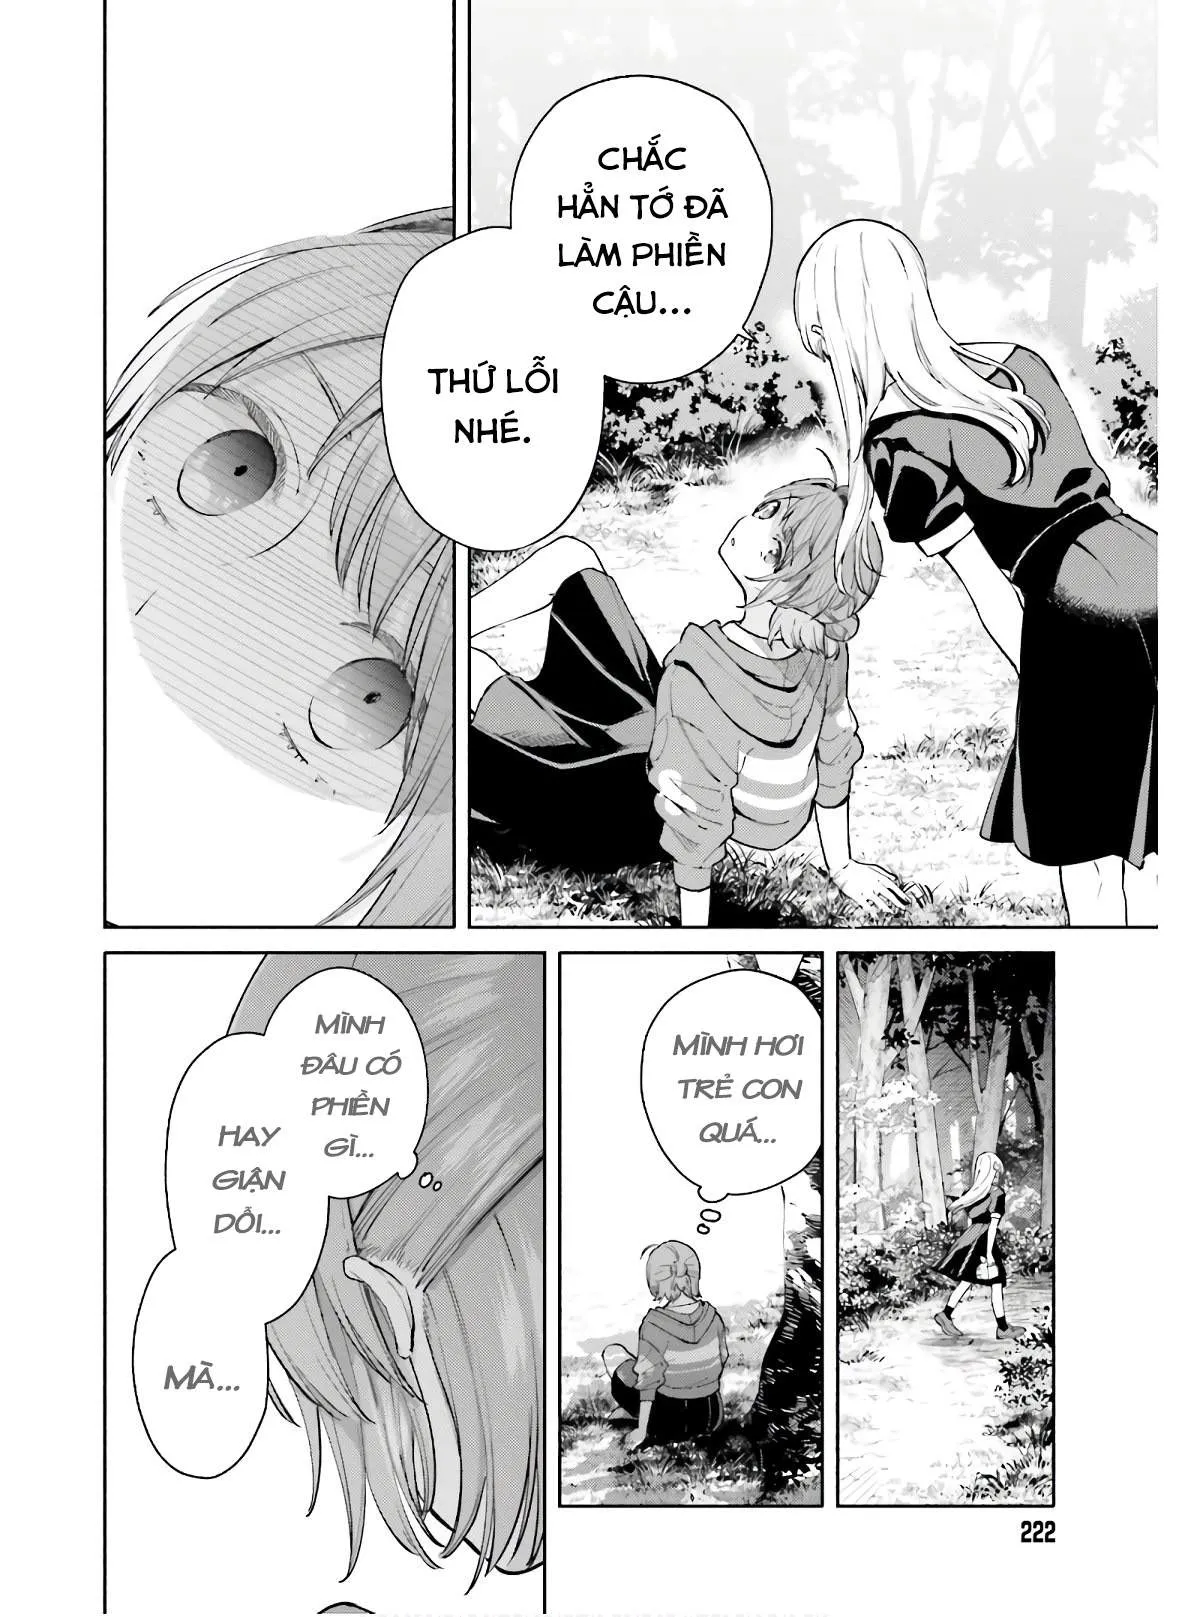 CHẮC
HẲN TỚ ĐÃ
LÀM PHIỀN
CẬU...
THỨ LỖI
NHÉ.
MÌNH HƠI
TRẺ CON
QUÁ...
MÌNH
ĐÂU CÓ
PHIỀN
GÌ...
HAY
GIẬN
DỖI...
MÀ...
222